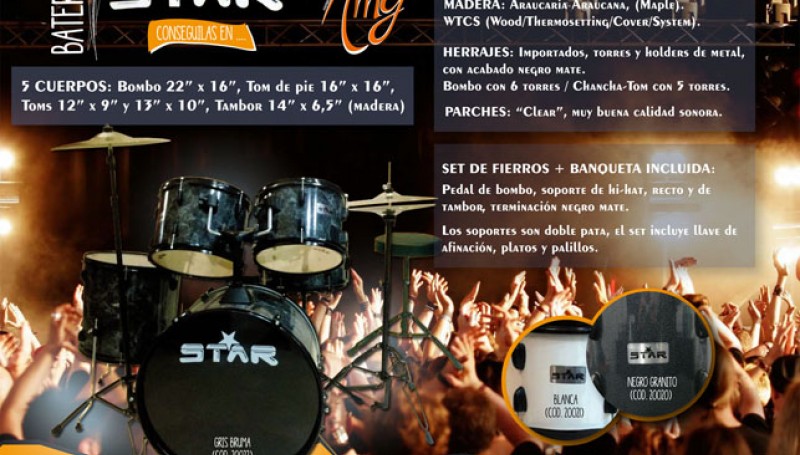 BATER
STAR
CONSEGUILAS EN ...
King
MADERA: Araucaria Araucana, (Maple).
WTCS (Wood/Thermosetting/Cover/System).
HERRAJES: Importados, torres y holders de metal,
con acabado negro mate.
Bombo con 6 torres / Chancha-Tom con 5 torres.
PARCHES: “Clear”, muy buena calidad sonora.
5 CUERPOS: Bombo 22” x 16”, Tom de pie 16” x 16”,
Toms 12” x 9” y 13” x 10”, Tambor 14” x 6,5” (madera)
SET DE FIERROS + BANQUETA INCLUIDA:
Pedal de bombo, soporte de hi-hat, recto y de
tambor, terminación negro mate.
Los soportes son doble pata, el set incluye llave de
afinación, platos y palillos.
STAR
GRIS BRUMA
STAR
BLANCA
(COD. 20021)
STAR
NEGRO GRANITO
(COD. 20020)